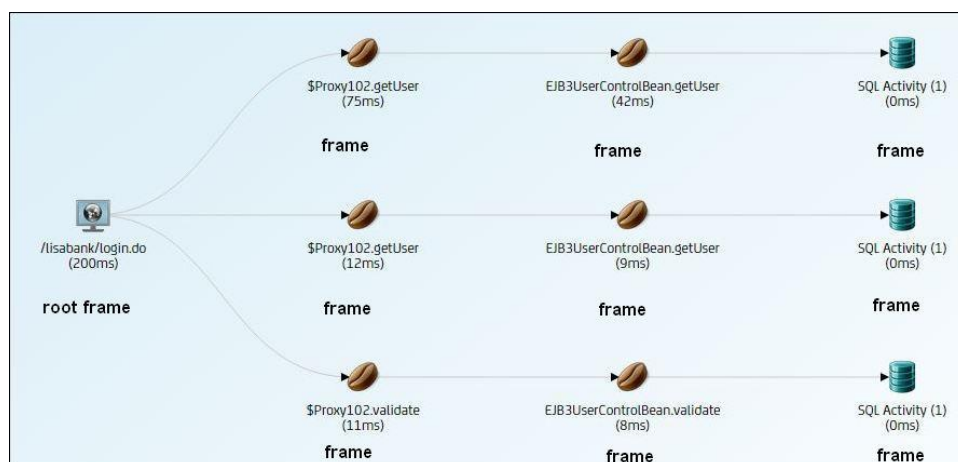 $Proxy102.getUser
(75ms)
frame
EJB3UserControlBean.getUser
(42ms)
frame
SQL Activity (1)
(0ms)
frame
/lisabank/login.do
(200ms)
root frame
$Proxy102.getUser
(12ms)
frame
EJB3UserControlBean.getUser
(9ms)
frame
SQL Activity (1)
(0ms)
frame
$Proxy102.validate
(11ms)
frame
EJB3UserControlBean.validate
(8ms)
frame
SQL Activity (1)
(0ms)
frame